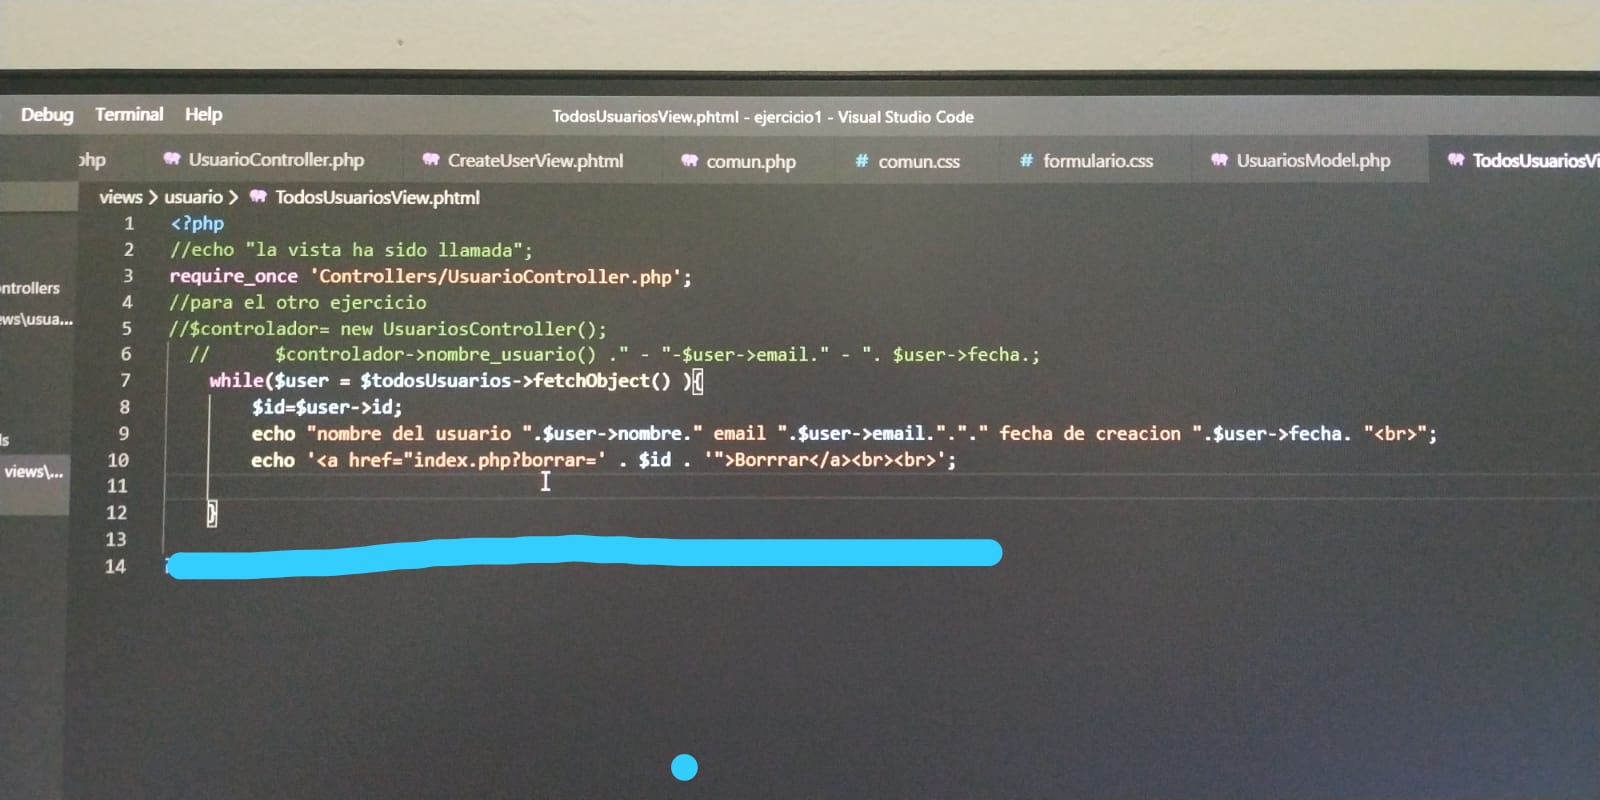 Debug Terminal Help
TodosUsuariosView.phtml - ejercicio1 - Visual Studio Code
php UsuarioController.php CreateUserView.phtml comun.php # comun.css # formulario.css UsuariosModel.php TodosUsuariosVi
views > usuario > TodosUsuariosView.phtml
1 <?php
2 //echo "la vista ha sido llamada";
3 require_once 'Controllers/UsuarioController.php';
ntrollers
4 //para el otro ejercicio
ews\usua...
5 //$controlador= new UsuariosController();
6 // $controlador->nombre_usuario() ." - "-$user->email." - ". $user->fecha.;
7 while($user = $todosUsuarios->fetchObject() ){
8 $id=$user->id;
ls
9 echo "nombre del usuario ".$user->nombre." email ".$user->email."."." fecha de creacion ".$user->fecha. "<br>";
views\...
10 echo '<a href="index.php?borrar=' . $id . '">Borrrar</a><br><br>';
11
12 }
13
14